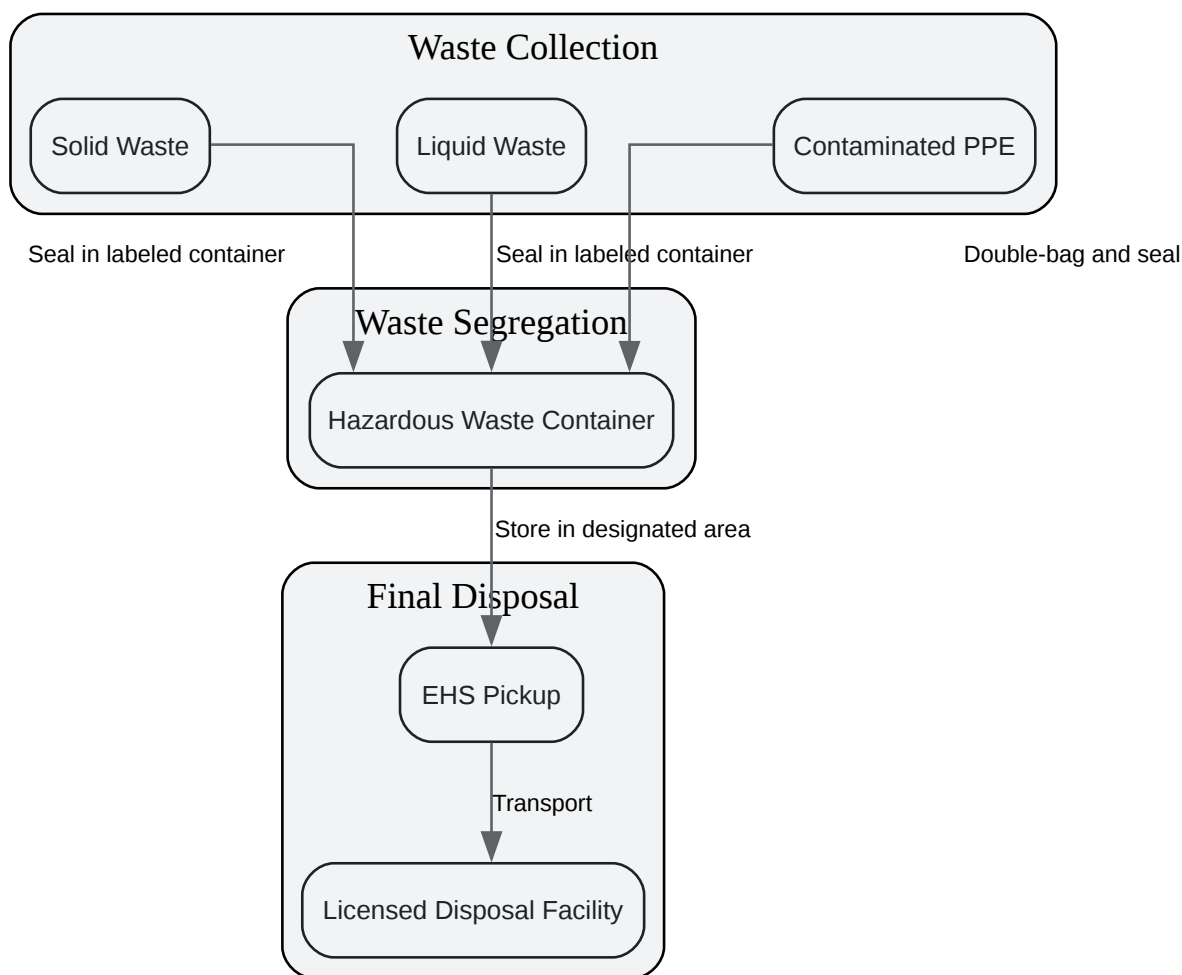 Waste Collection
Solid Waste
Liquid Waste
Contaminated PPE
Seal in labeled container
Seal in labeled container
Double-bag and seal
Waste Segregation
Hazardous Waste Container
Store in designated area
Final Disposal
EHS Pickup
Transport
Licensed Disposal Facility